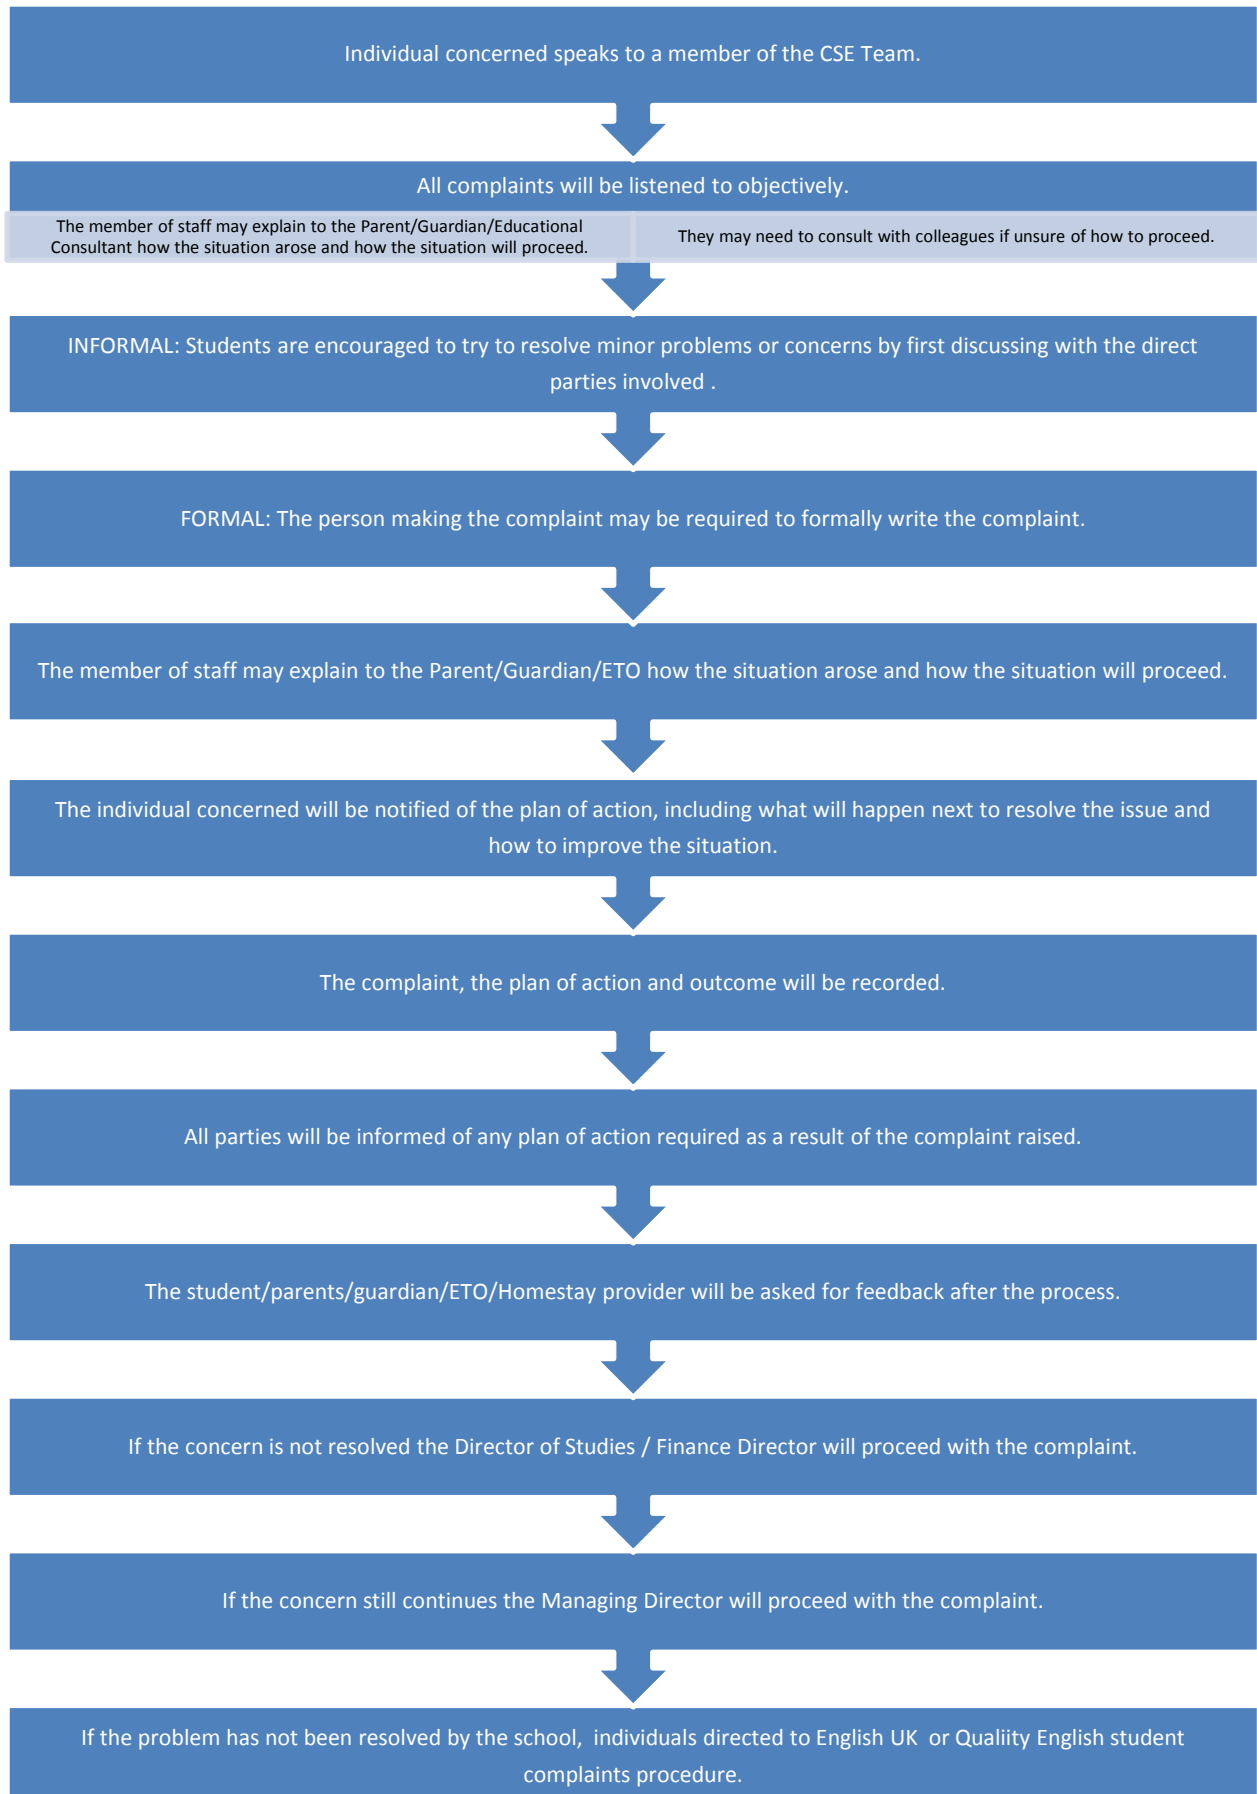 Individual concerned speaks to a member of the CSE Team.
All complaints will be listened to objectively.
The member of staff may explain to the Parent/Guardian/Educational
Consultant how the situation arose and how the situation will proceed.
They may need to consult with colleagues if unsure of how to proceed.
INFORMAL: Students are encouraged to try to resolve minor problems or concerns by first discussing with the direct
parties involved .
FORMAL: The person making the complaint may be required to formally write the complaint.
The member of staff may explain to the Parent/Guardian/ETO how the situation arose and how the situation will proceed.
The individual concerned will be notified of the plan of action, including what will happen next to resolve the issue and
how to improve the situation.
The complaint, the plan of action and outcome will be recorded.
All parties will be informed of any plan of action required as a result of the complaint raised.
The student/parents/guardian/ETO/Homestay provider will be asked for feedback after the process.
If the concern is not resolved the Director of Studies / Finance Director will proceed with the complaint.
If the concern still continues the Managing Director will proceed with the complaint.
If the problem has not been resolved by the school,  individuals directed to English UK  or Qualiity English student
complaints procedure.